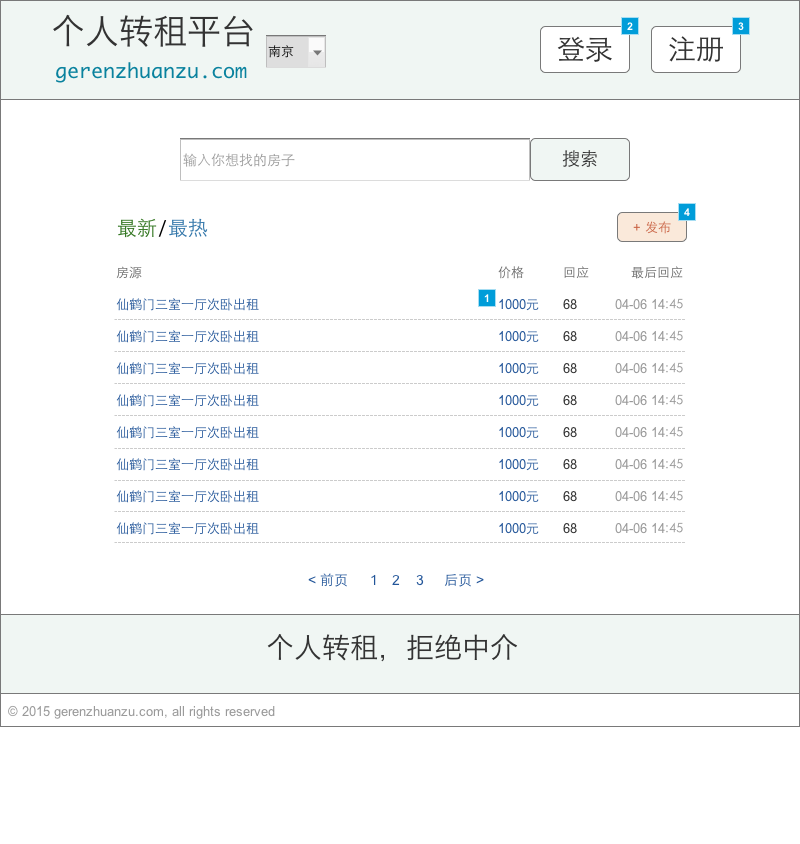 个人转租平台
gerenzhuanzu.com
南京
登录 2
注册 3
输入你想找的房子 搜索
最新/最热
+ 发布 4
房源 价格 回应 最后回应
仙鹤门三室一厅次卧出租 1 1000元 68 04-06 14:45
仙鹤门三室一厅次卧出租 1000元 68 04-06 14:45
仙鹤门三室一厅次卧出租 1000元 68 04-06 14:45
仙鹤门三室一厅次卧出租 1000元 68 04-06 14:45
仙鹤门三室一厅次卧出租 1000元 68 04-06 14:45
仙鹤门三室一厅次卧出租 1000元 68 04-06 14:45
仙鹤门三室一厅次卧出租 1000元 68 04-06 14:45
仙鹤门三室一厅次卧出租 1000元 68 04-06 14:45
< 前页 1 2 3 后页 >
个人转租，拒绝中介
© 2015 gerenzhuanzu.com, all rights reserved